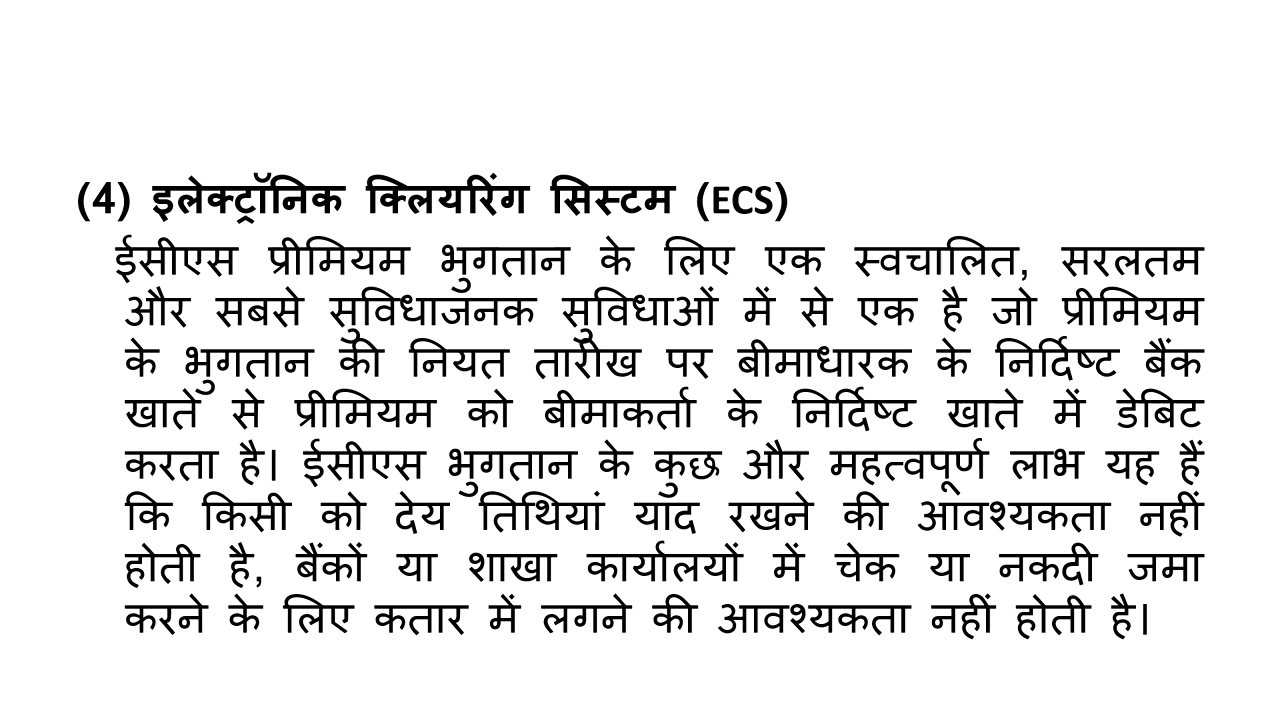 (4) इलेक्ट्रॉनिक क्लियरिंग सिस्टम (ECS)
ईसीएस प्रीमियम भुगतान के लिए एक स्वचालित, सरलतम
और सबसे सुविधाजनक सुविधाओं में से एक है जो प्रीमियम
के भुगतान की नियत तारीख पर बीमाधारक के निर्दिष्ट बैंक
खाते से प्रीमियम को बीमाकर्ता के निर्दिष्ट खाते में डेबिट
करता है। ईसीएस भुगतान के कुछ और महत्वपूर्ण लाभ यह हैं
कि किसी को देय तिथियां याद रखने की आवश्यकता नहीं
होती है, बैंकों या शाखा कार्यालयों में चेक या नकदी जमा
करने के लिए कतार में लगने की आवश्यकता नहीं होती है।